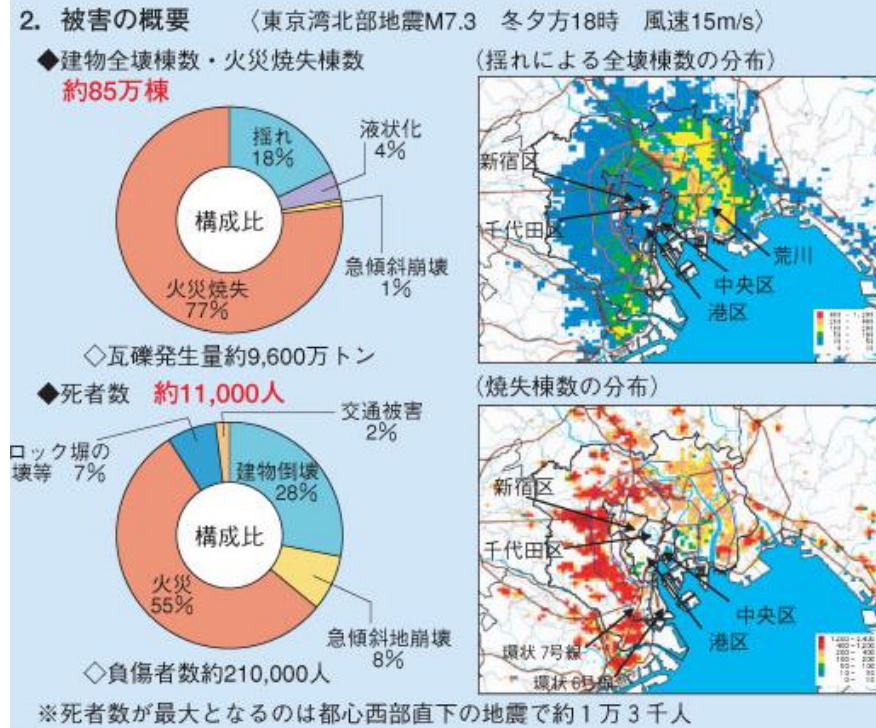 2. 被害の概要 〈東京湾北部地震M7.3 冬夕方18時 風速15m/s〉
◆建物全壊棟数・火災焼失棟数
約85万棟
揺れ
18%
液状化
4%
急傾斜崩壊
1%
火災焼失
77%
構成比
◇瓦礫発生量約9,600万トン
(揺れによる全壊棟数の分布)
新宿区
千代田区
荒川
中央区
港区
◆死者数 約11,000人
交通被害
2%
ロック塀の
壊等 7%
建物倒壊
28%
構成比
火災
55%
急傾斜地崩壊
8%
◇負傷者数約210,000人
(焼失棟数の分布)
新宿区
千代田区
中央区
港区
環状7号線
環状6号線
※死者数が最大となるのは都心西部直下の地震で約1万3千人